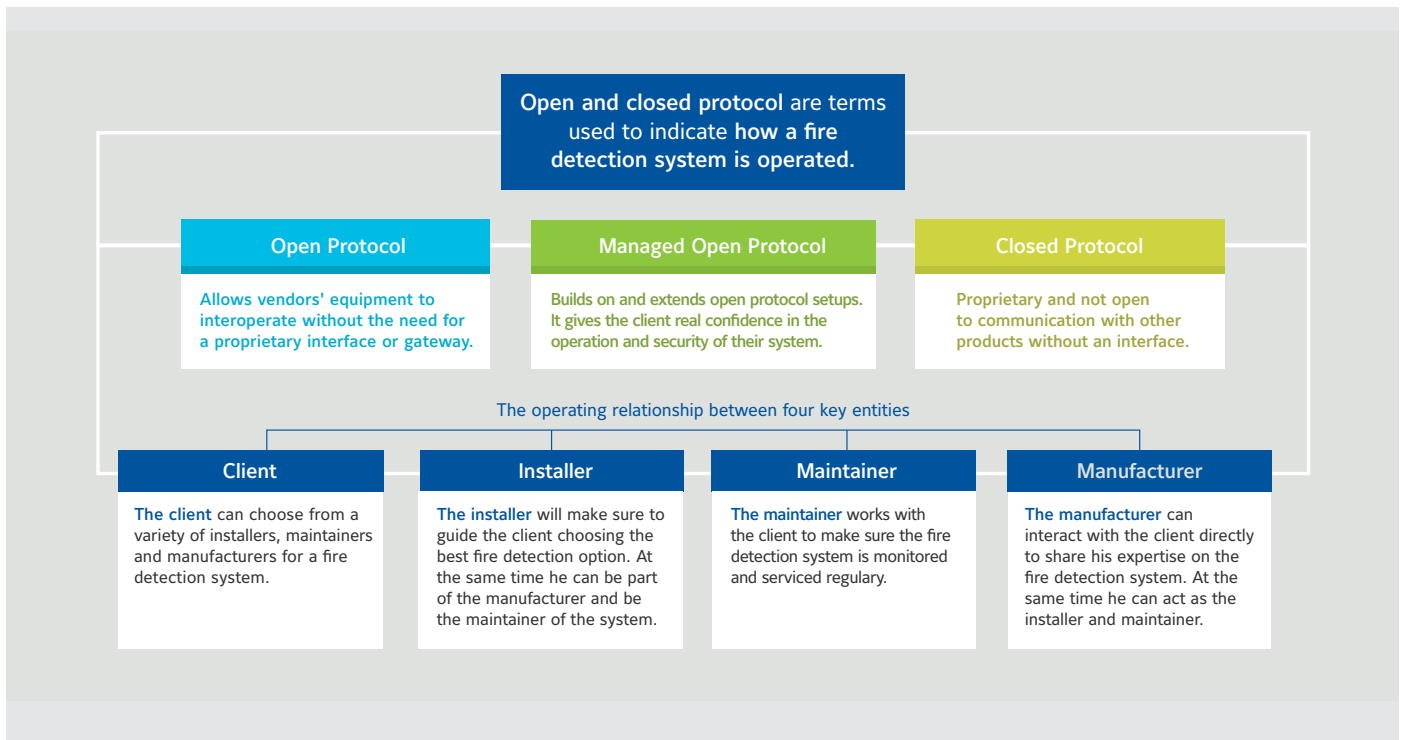 Open and closed protocol are terms
used to indicate how a fire
detection system is operated.
Open Protocol
Allows vendors' equipment to
interoperate without the need for
a proprietary interface or gateway.
Managed Open Protocol
Builds on and extends open protocol setups.
It gives the client real confidence in the
operation and security of their system.
Closed Protocol
Proprietary and not open
to communication with other
products without an interface.
The operating relationship between four key entities
Client
The client can choose from a
variety of installers, maintainers
and manufacturers for a fire
detection system.
Installer
The installer will make sure to
guide the client choosing the
best fire detection option. At
the same time he can be part
of the manufacturer and be
the maintainer of the system.
Maintainer
The maintainer works with
the client to make sure the fire
detection system is monitored
and serviced regulary.
Manufacturer
The manufacturer can
interact with the client directly
to share his expertise on the
fire detection system. At the
same time he can act as the
installer and maintainer.